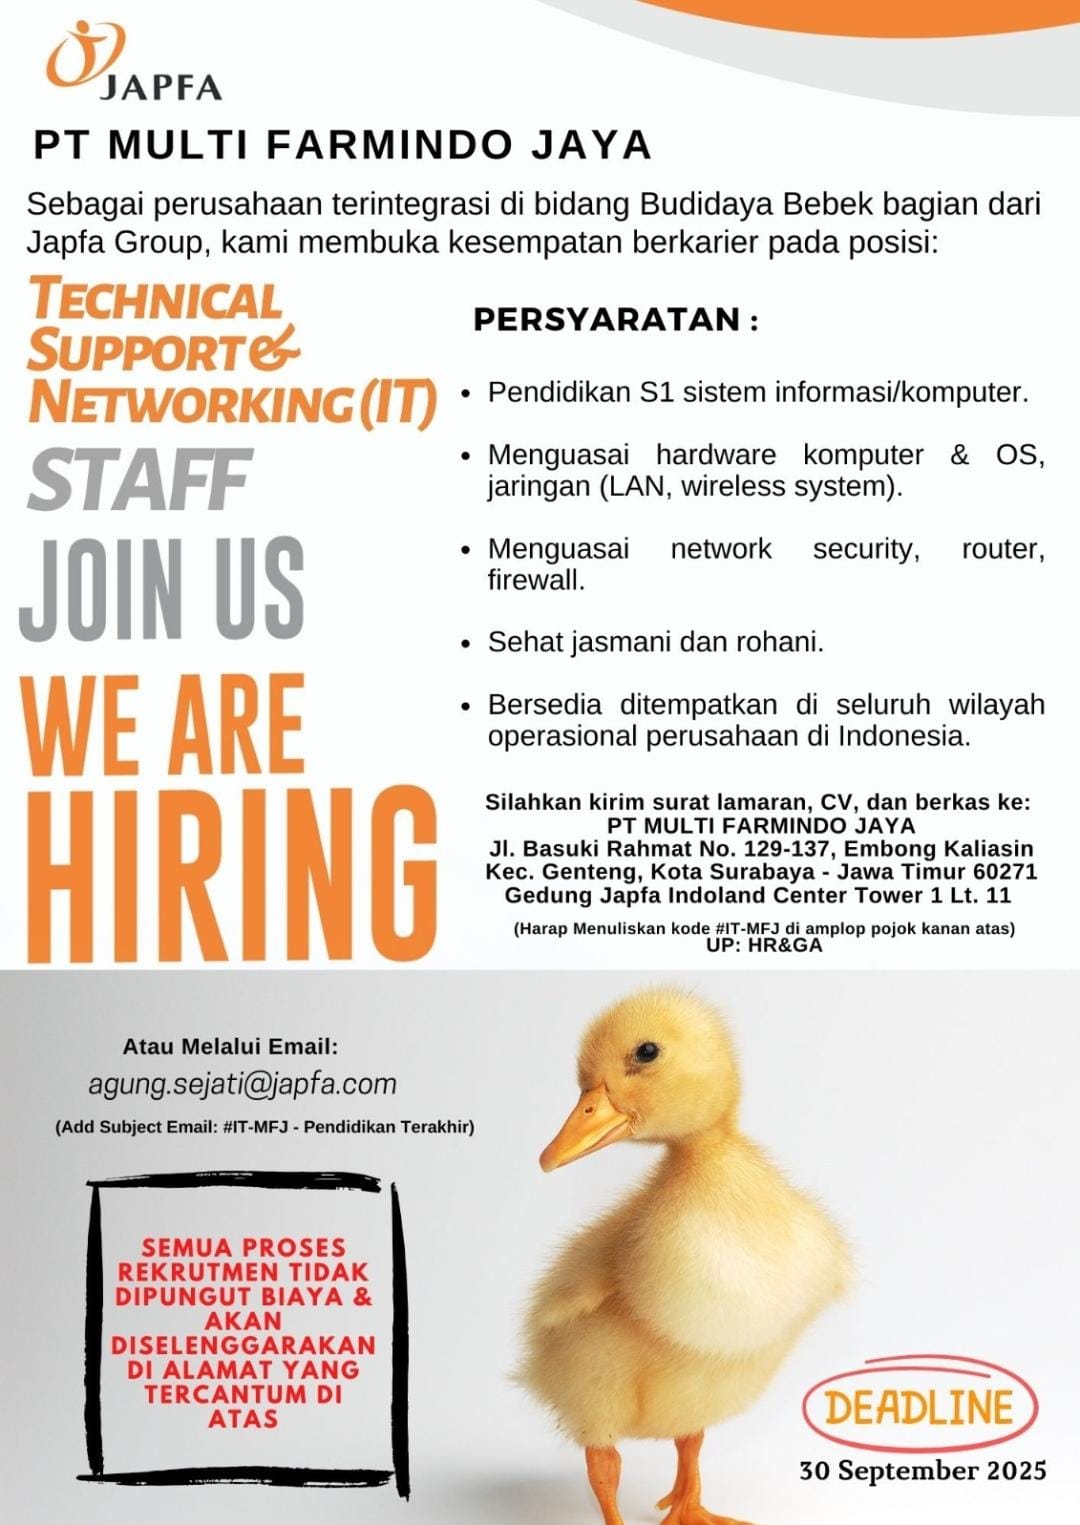 JAPFA
PT MULTI FARMINDO JAYA
Sebagai perusahaan terintegrasi di bidang Budidaya Bebek bagian dari
Japfa Group, kami membuka kesempatan berkarier pada posisi:
TECHNICAL
SUPPORT &
NETWORKING (IT)
STAFF
JOIN US
WE ARE
HIRING
PERSYARATAN :
• Pendidikan S1 sistem informasi/komputer.
• Menguasai hardware komputer & OS,
jaringan (LAN, wireless system).
• Menguasai network security, router,
firewall.
• Sehat jasmani dan rohani.
• Bersedia ditempatkan di seluruh wilayah
operasional perusahaan di Indonesia.
Silahkan kirim surat lamaran, CV, dan berkas ke:
PT MULTI FARMINDO JAYA
Jl. Basuki Rahmat No. 129-137, Embong Kaliasin
Kec. Genteng, Kota Surabaya - Jawa Timur 60271
Gedung Japfa Indoland Center Tower 1 Lt. 11
(Harap Menuliskan kode #IT-MFJ di amplop pojok kanan atas)
UP: HR&GA
Atau Melalui Email:
agung.sejati@japfa.com
(Add Subject Email: #IT-MFJ - Pendidikan Terakhir)
SEMUA PROSES
REKRUTMEN TIDAK
DIPUNGUT BIAYA &
AKAN
DISELENGGARAKAN
DI ALAMAT YANG
TERCANTUM DI
ATAS
DEADLINE
30 September 2025